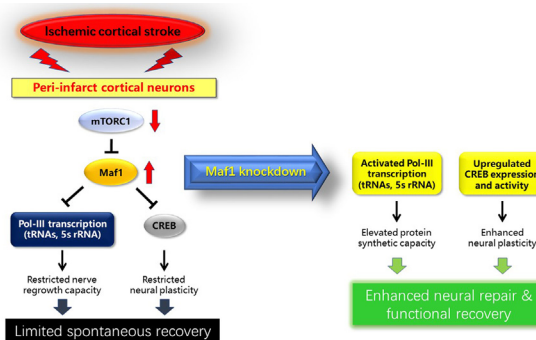 Ischemic cortical stroke
Peri-infarct cortical neurons
mTORC1
Maf1
Pol-III transcription
(tRNAs, 5s rRNA)
CREB
Restricted nerve
regrowth capacity
Restricted
neural plasticity
Limited spontaneous recovery
Maf1 knockdown
Activated Pol-III
transcription
(tRNAs, 5s rRNA)
Upregulated
CREB expression
and activity
Elevated protein
synthetic capacity
Enhanced
neural plasticity
Enhanced neural repair &
functional recovery